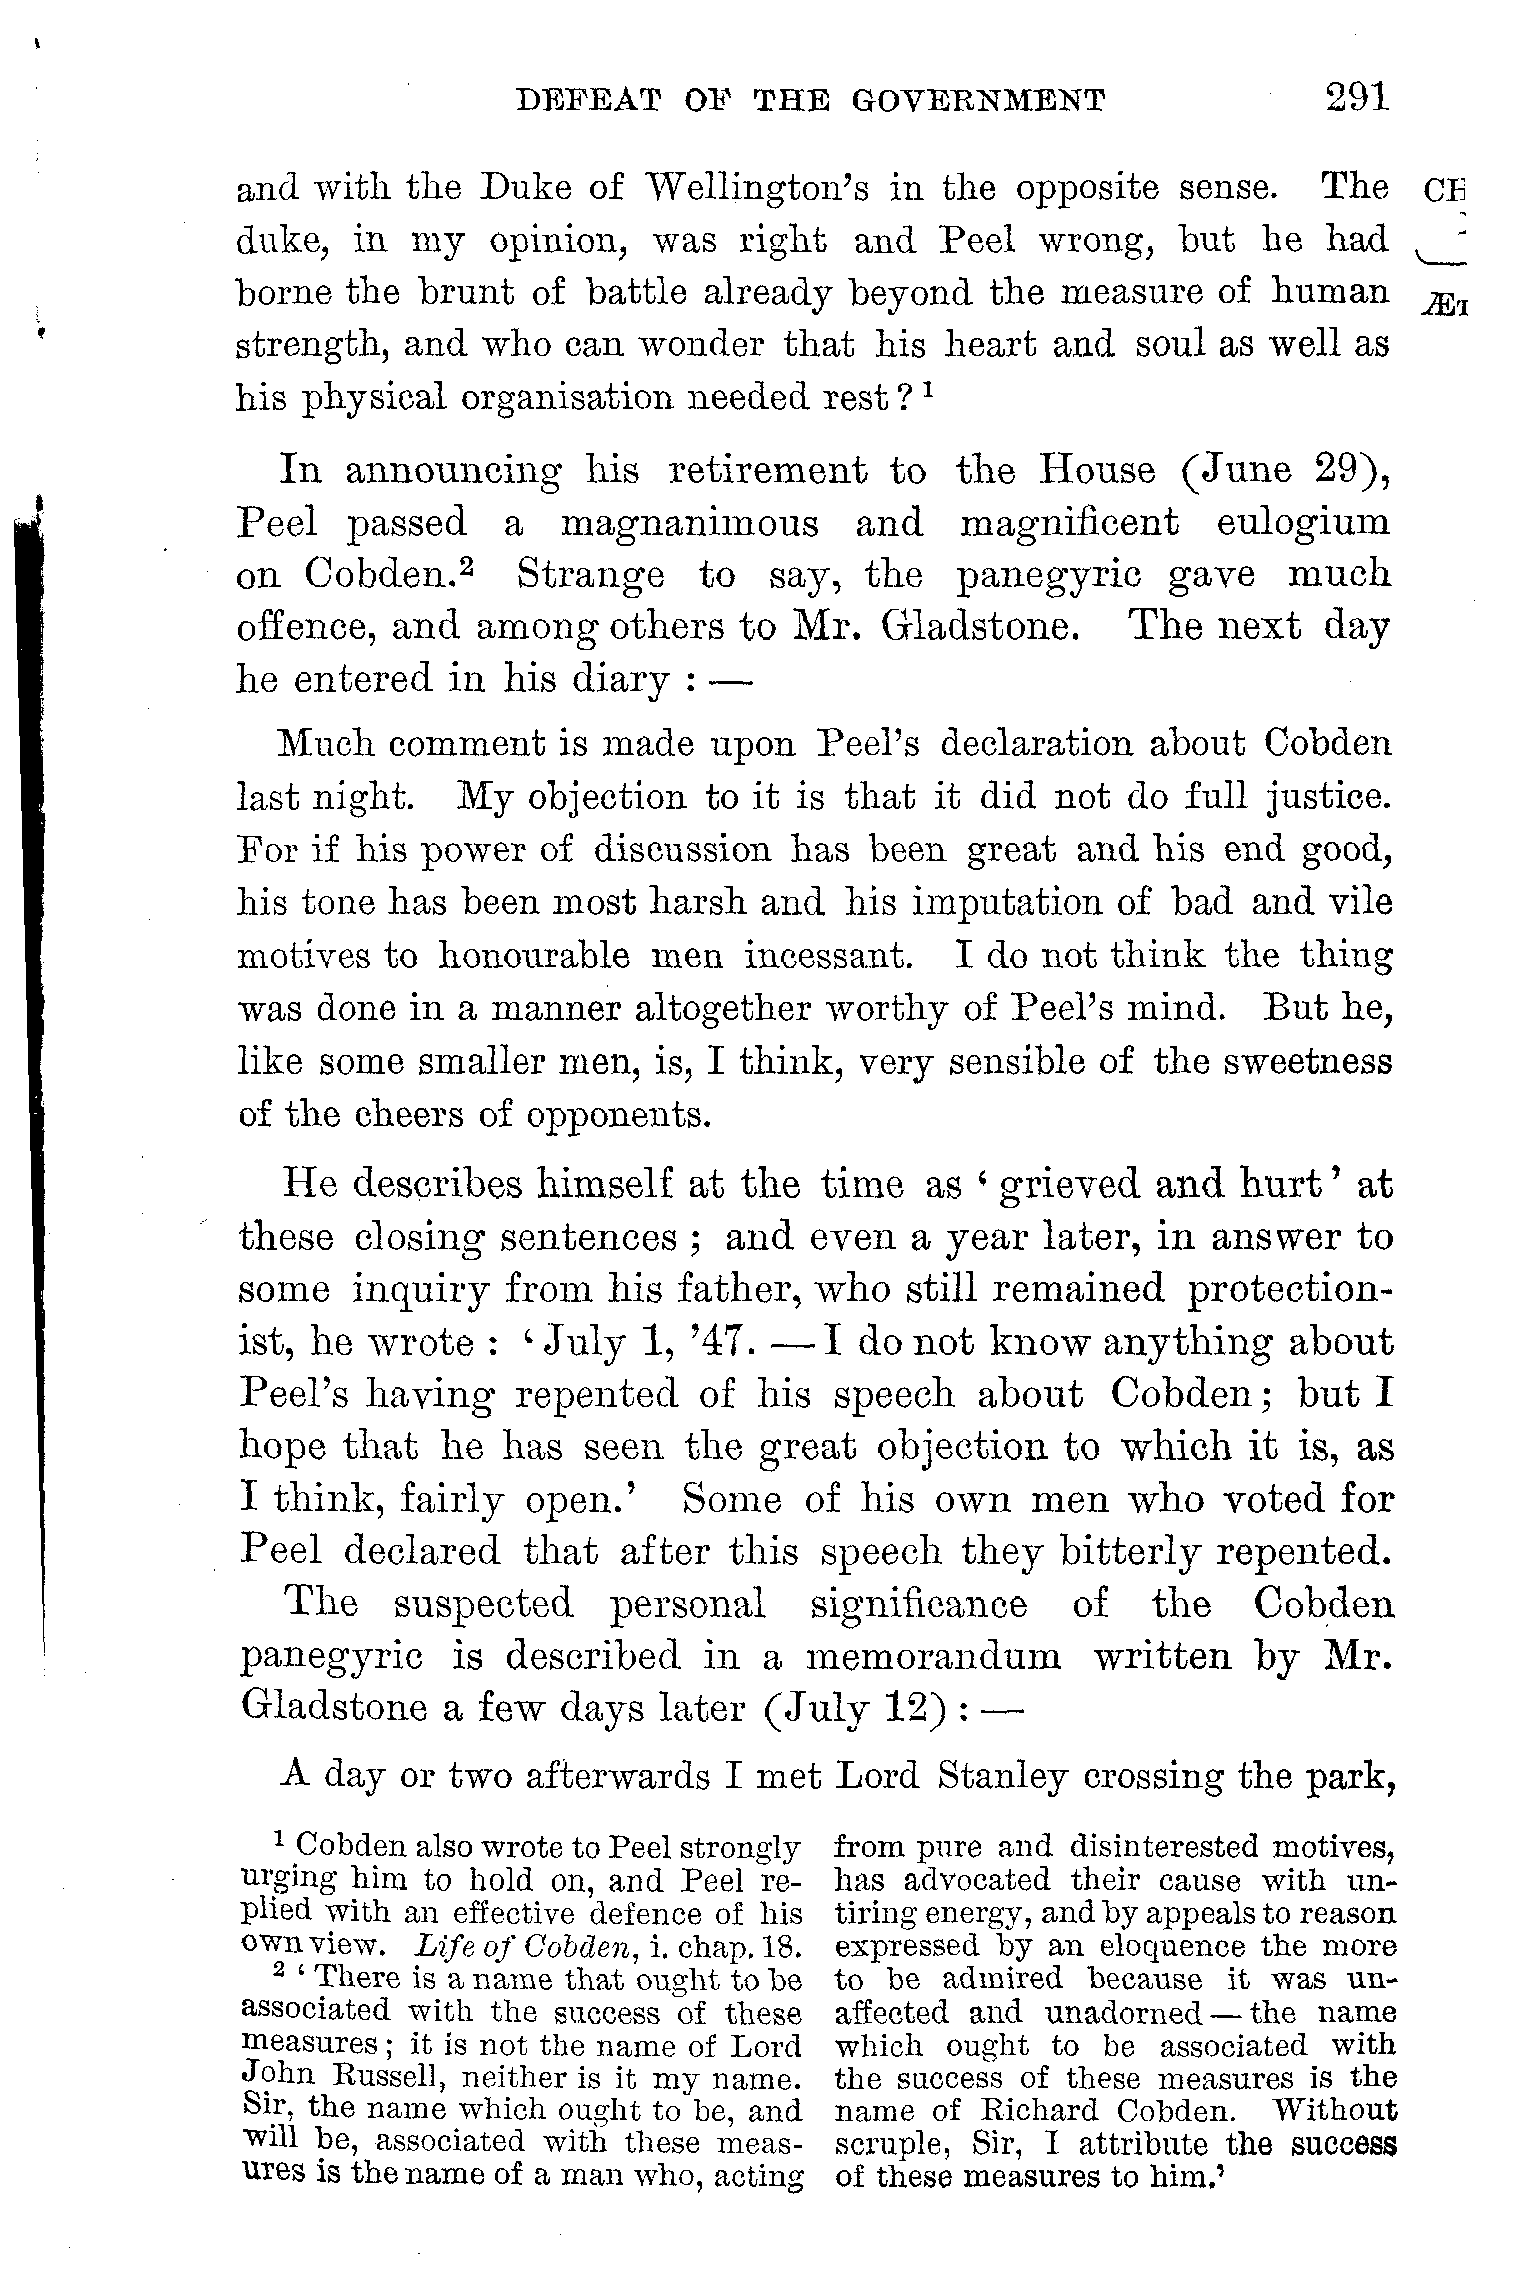 DEFEAT OF THE GOVERNMENT 291
and with the Duke of Wellington's in the opposite sense. The
duke, in my opinion, was right and Peel wrong, but he had
borne the brunt of battle already beyond the measure of human
strength, and who can wonder that his heart and soul as well as
his physical organisation needed rest?¹
In announcing his retirement to the House (June 29),
Peel passed a magnanimous and magnificent eulogium
on Cobden.² Strange to say, the panegyric gave much
offence, and among others to Mr. Gladstone. The next day
he entered in his diary : —
Much comment is made upon Peel's declaration about Cobden
last night. My objection to it is that it did not do full justice.
For if his power of discussion has been great and his end good,
his tone has been most harsh and his imputation of bad and vile
motives to honourable men incessant. I do not think the thing
was done in a manner altogether worthy of Peel's mind. But he,
like some smaller men, is, I think, very sensible of the sweetness
of the cheers of opponents.
He describes himself at the time as ‘grieved and hurt’ at
these closing sentences ; and even a year later, in answer to
some inquiry from his father, who still remained protection-
ist, he wrote : ‘July 1, ’47. — I do not know anything about
Peel's having repented of his speech about Cobden; but I
hope that he has seen the great objection to which it is, as
I think, fairly open.’ Some of his own men who voted for
Peel declared that after this speech they bitterly repented.
The suspected personal significance of the Cobden
panegyric is described in a memorandum written by Mr.
Gladstone a few days later (July 12) : —
A day or two afterwards I met Lord Stanley crossing the park,
¹ Cobden also wrote to Peel strongly
urging him to hold on, and Peel re-
plied with an effective defence of his
own view. Life of Cobden, i. chap. 18.
² ‘There is a name that ought to be
associated with the success of these
measures; it is not the name of Lord
John Russell, neither is it my name.
Sir, the name which ought to be, and
will be, associated with these meas-
ures is the name of a man who, acting
from pure and disinterested motives,
has advocated their cause with un-
tiring energy, and by appeals to reason
expressed by an eloquence the more
to be admired because it was un-
affected and unadorned — the name
which ought to be associated with
the success of these measures is the
name of Richard Cobden. Without
scruple, Sir, I attribute the success
of these measures to him.’